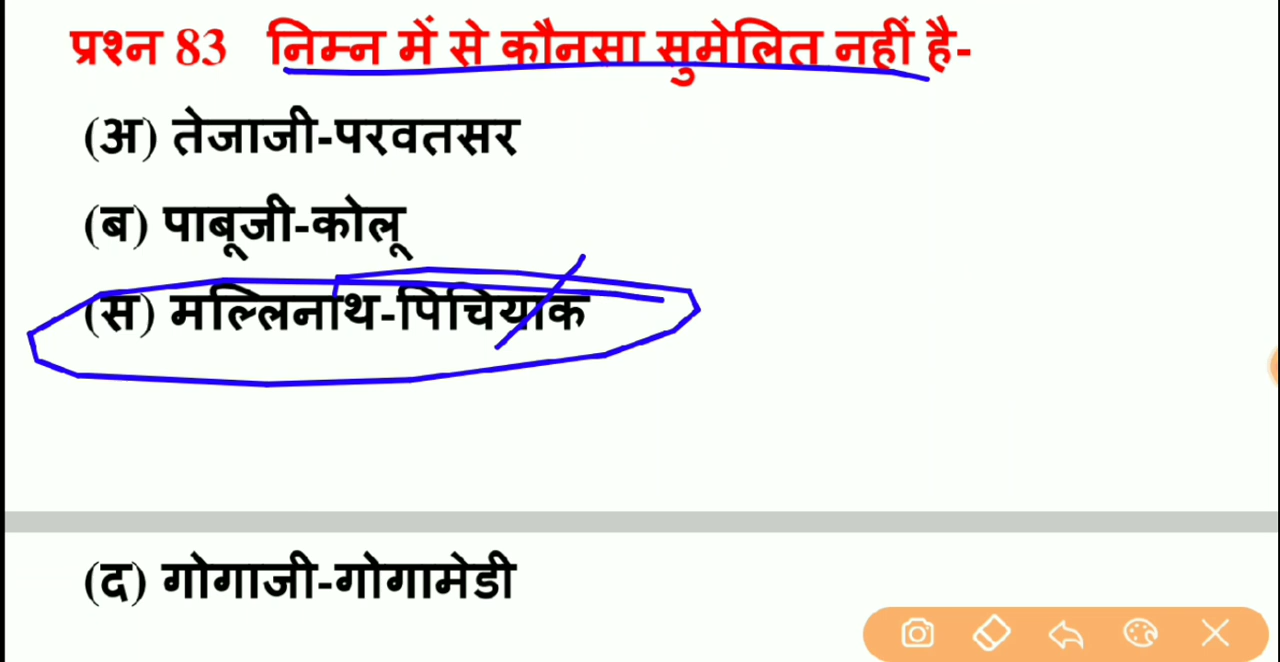 प्रश्न 83 निम्न में से कौनसा सुमेलित नहीं है-
(अ) तेजाजी-परवतसर
(ब) पाबूजी-कोलू
(स) मल्लिनाथ-पिचियाक
(द) गोगाजी-गोगामेडी